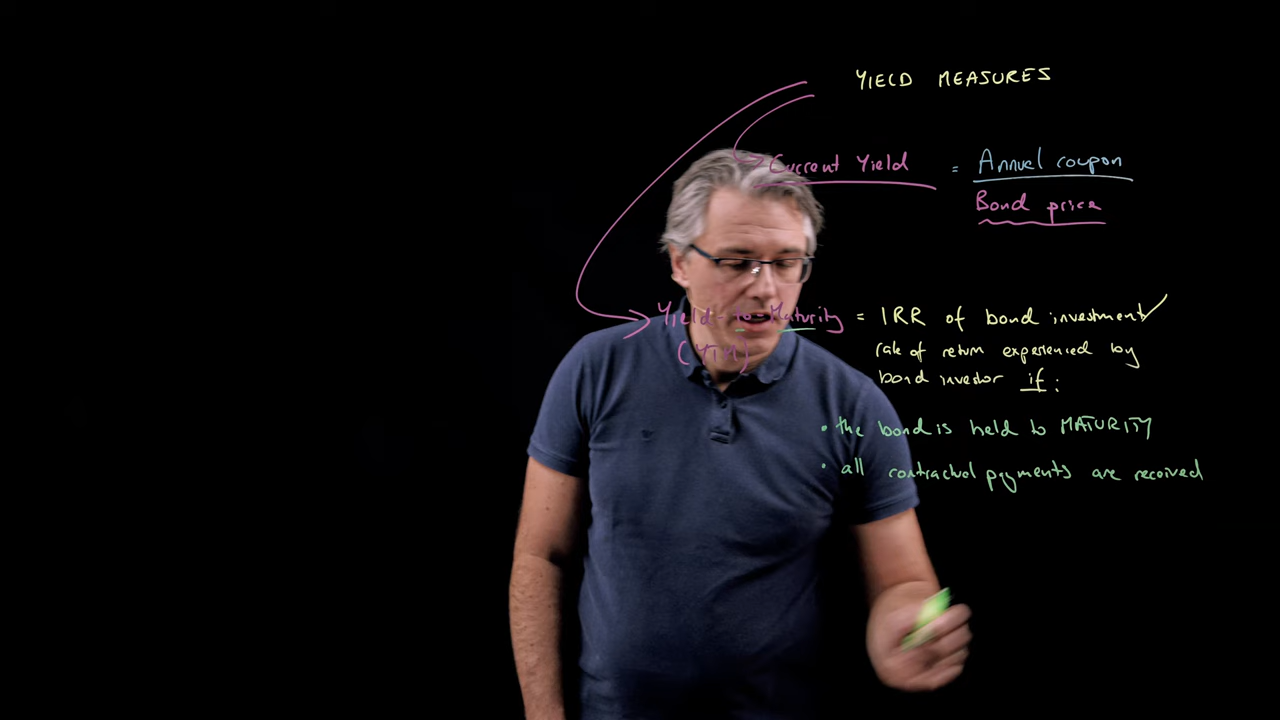 YIELD MEASURES
Current Yield = Annual coupon
Bond price
Yield-to-Maturity = IRR of bond investment
(YTM) rate of return experienced by
bond investor if:
• the bond is held to MATURITY
• all contractual payments are received